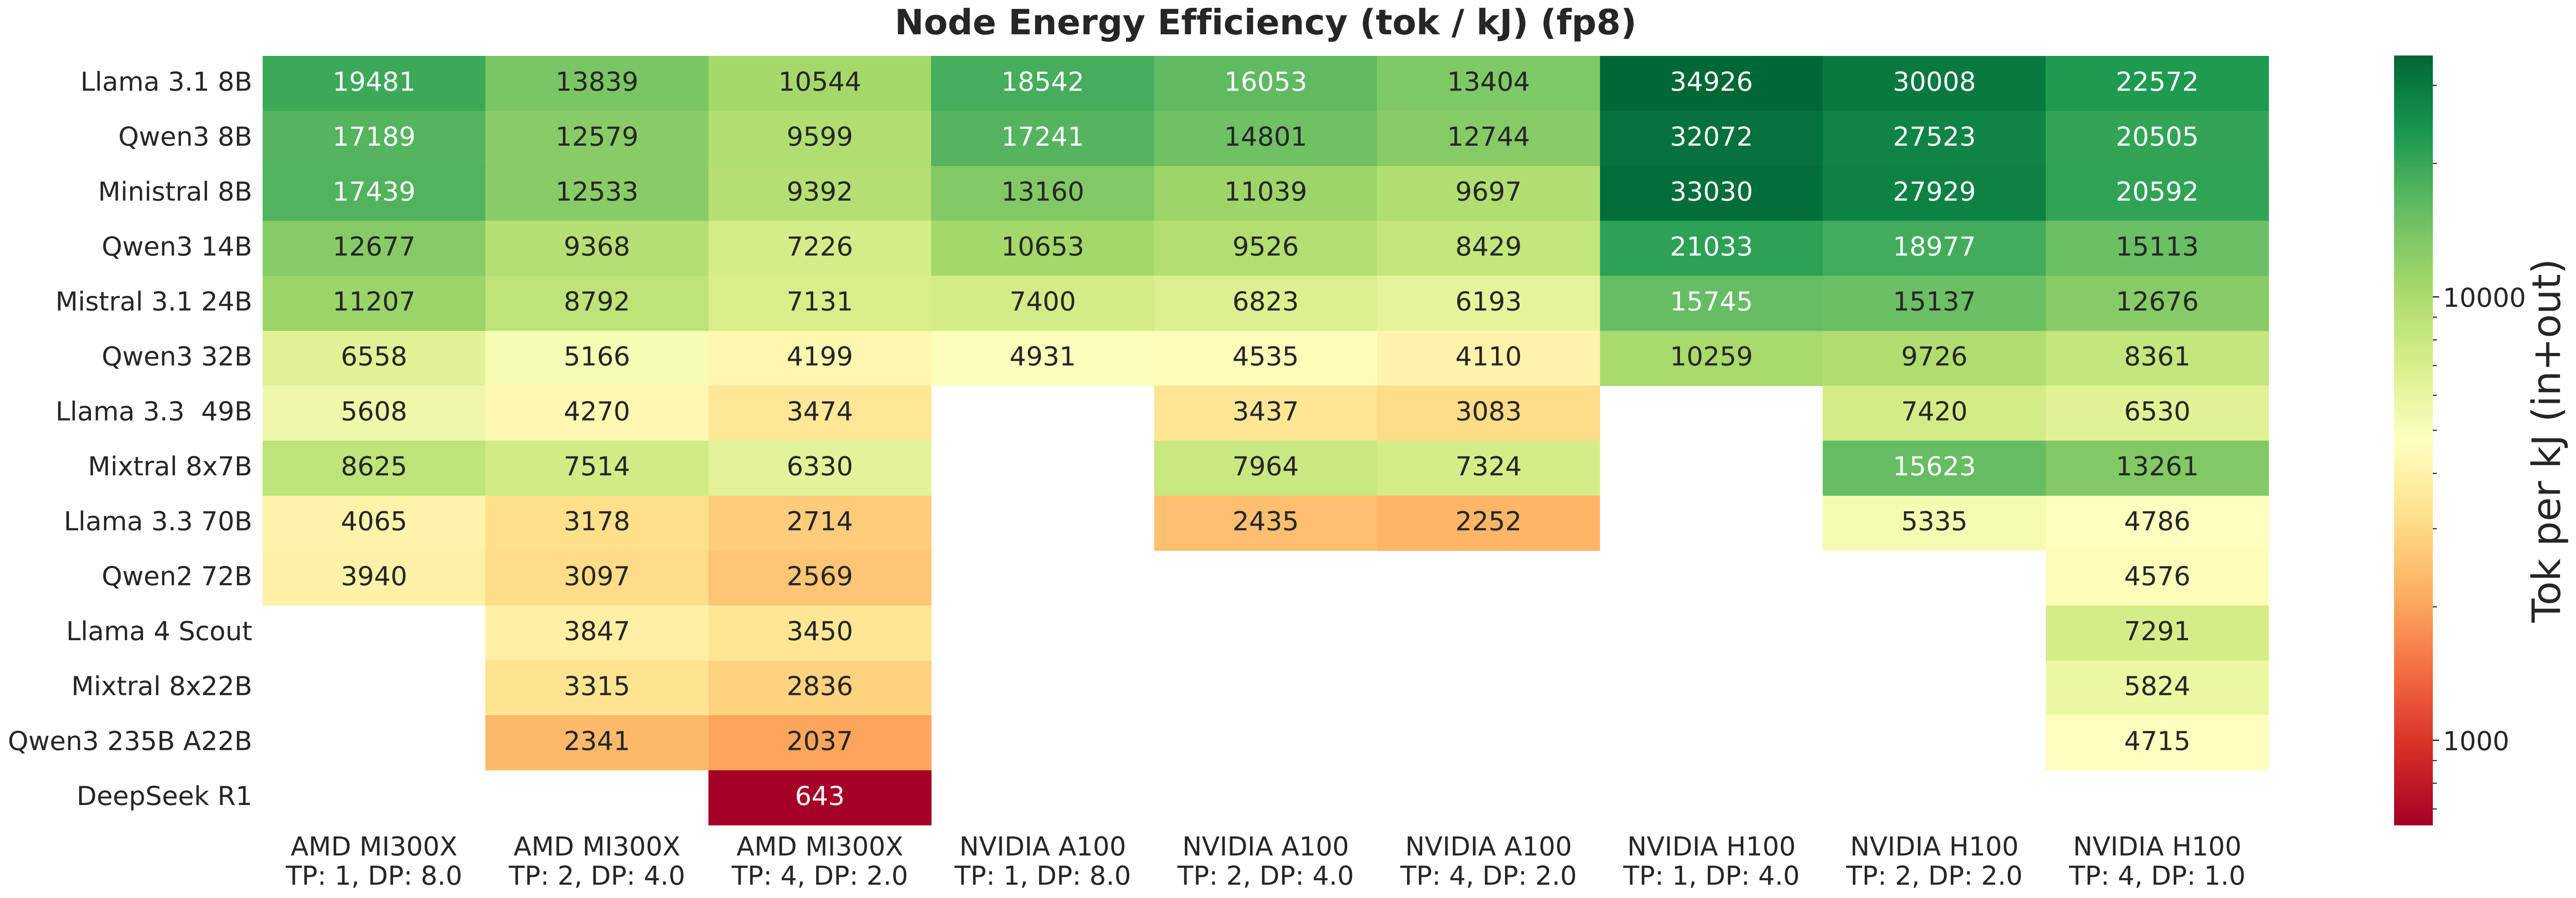 Node Energy Efficiency (tok / kJ) (fp8)
Llama 3.1 8B 19481 13839 10544 18542 16053 13404 34926 30008 22572
Qwen3 8B 17189 12579 9599 17241 14801 12744 32072 27523 20505
Ministral 8B 17439 12533 9392 13160 11039 9697 33030 27929 20592
Qwen3 14B 12677 9368 7226 10653 9526 8429 21033 18977 15113
Mistral 3.1 24B 11207 8792 7131 7400 6823 6193 15745 15137 12676
Qwen3 32B 6558 5166 4199 4931 4535 4110 10259 9726 8361
Llama 3.3  49B 5608 4270 3474 3437 3083 7420 6530
Mixtral 8x7B 8625 7514 6330 7964 7324 15623 13261
Llama 3.3 70B 4065 3178 2714 2435 2252 5335 4786
Qwen2 72B 3940 3097 2569 4576
Llama 4 Scout 3847 3450 7291
Mixtral 8x22B 3315 2836 5824
Qwen3 235B A22B 2341 2037 4715
DeepSeek R1 643
AMD MI300X AMD MI300X AMD MI300X NVIDIA A100 NVIDIA A100 NVIDIA A100 NVIDIA H100 NVIDIA H100 NVIDIA H100
TP: 1, DP: 8.0 TP: 2, DP: 4.0 TP: 4, DP: 2.0 TP: 1, DP: 8.0 TP: 2, DP: 4.0 TP: 4, DP: 2.0 TP: 1, DP: 4.0 TP: 2, DP: 2.0 TP: 4, DP: 1.0
10000
1000
Tok per kJ (in+out)